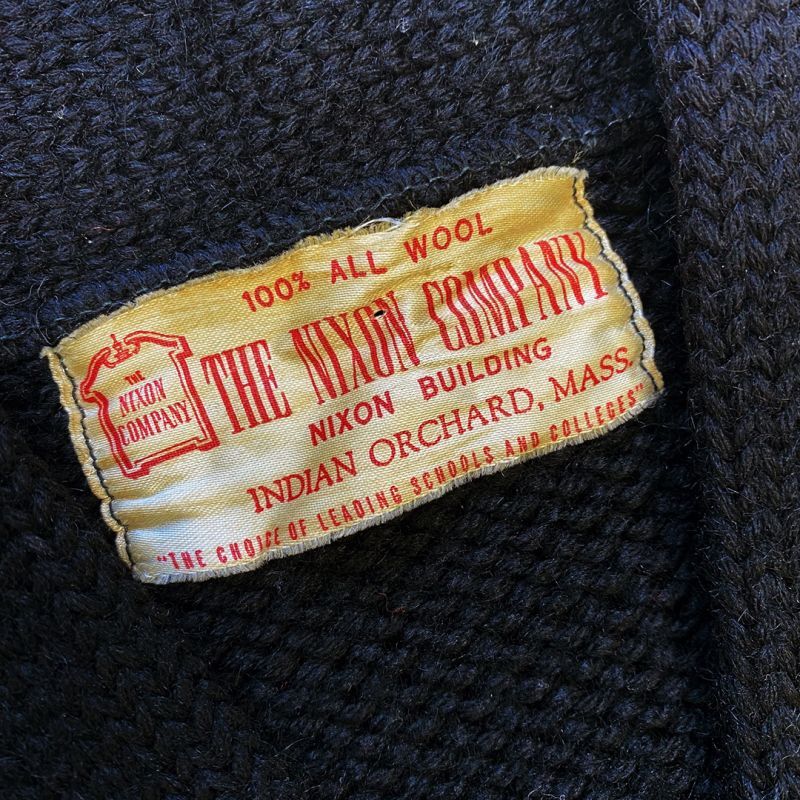 100% ALL WOOL
THE
NIXON
COMPANY
THE NIXON COMPANY
NIXON BUILDING
INDIAN ORCHARD, MASS.
"THE CHOICE OF LEADING SCHOOLS AND COLLEGES"